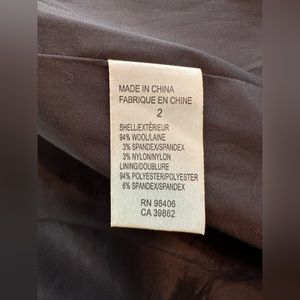 MADE IN CHINA
FABRIQUE EN CHINE
2
SHELL/EXTÉRIEUR
94% WOOL/LAINE
3% SPANDEX/SPANDEX
3% NYLON/NYLON
LINING/DOUBLURE
94% POLYESTER/POLYESTER
6% SPANDEX/SPANDEX
RN 98406
CA 39862